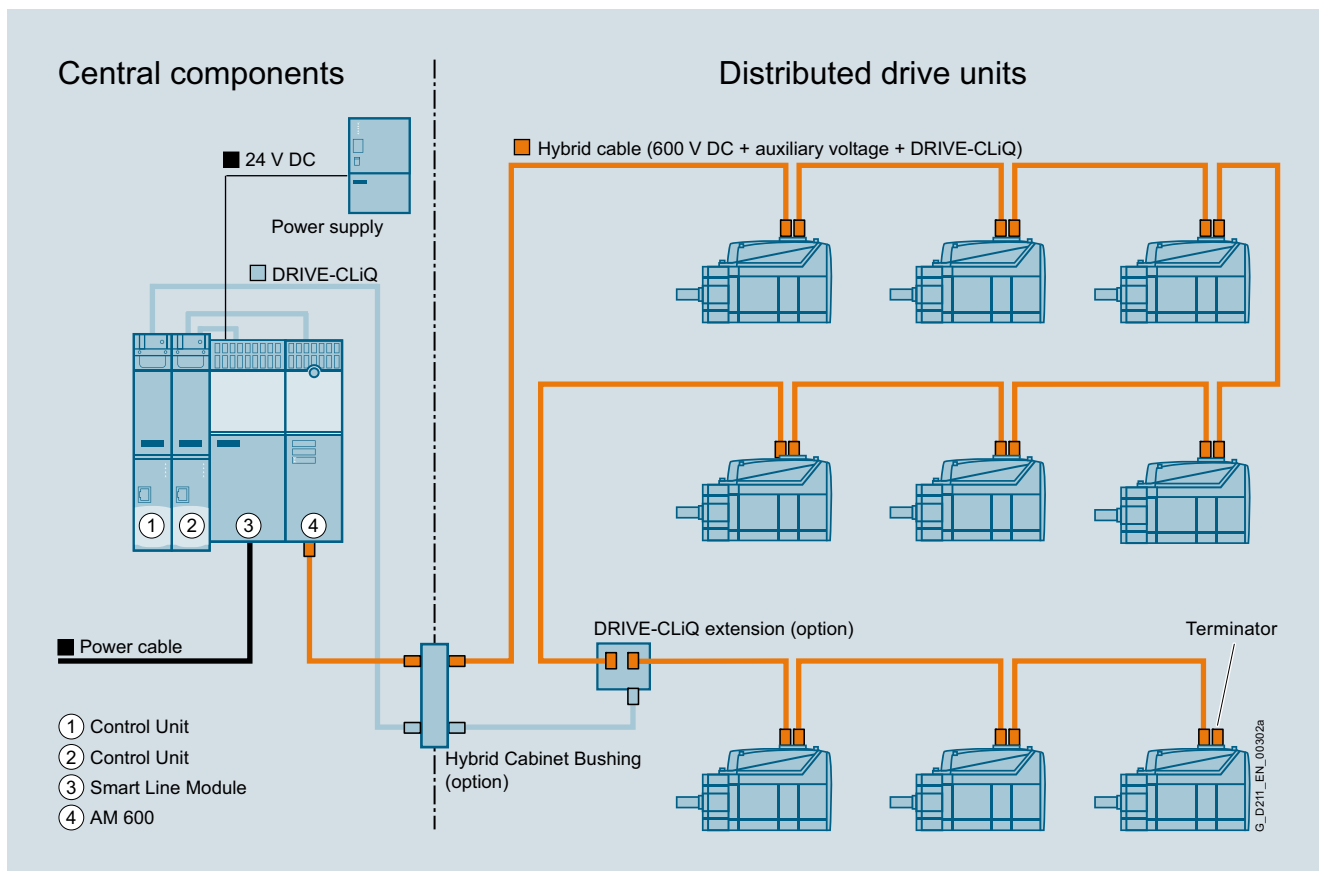 Central components
Distributed drive units
24 V DC
Hybrid cable (600 V DC + auxiliary voltage + DRIVE-CLiQ)
Power supply
DRIVE-CLiQ
1 2 3 4
DRIVE-CLiQ extension (option)
Terminator
Power cable
1 Control Unit
2 Control Unit
3 Smart Line Module
4 AM 600
Hybrid Cabinet Bushing
(option)
G_D211_EN_00302a